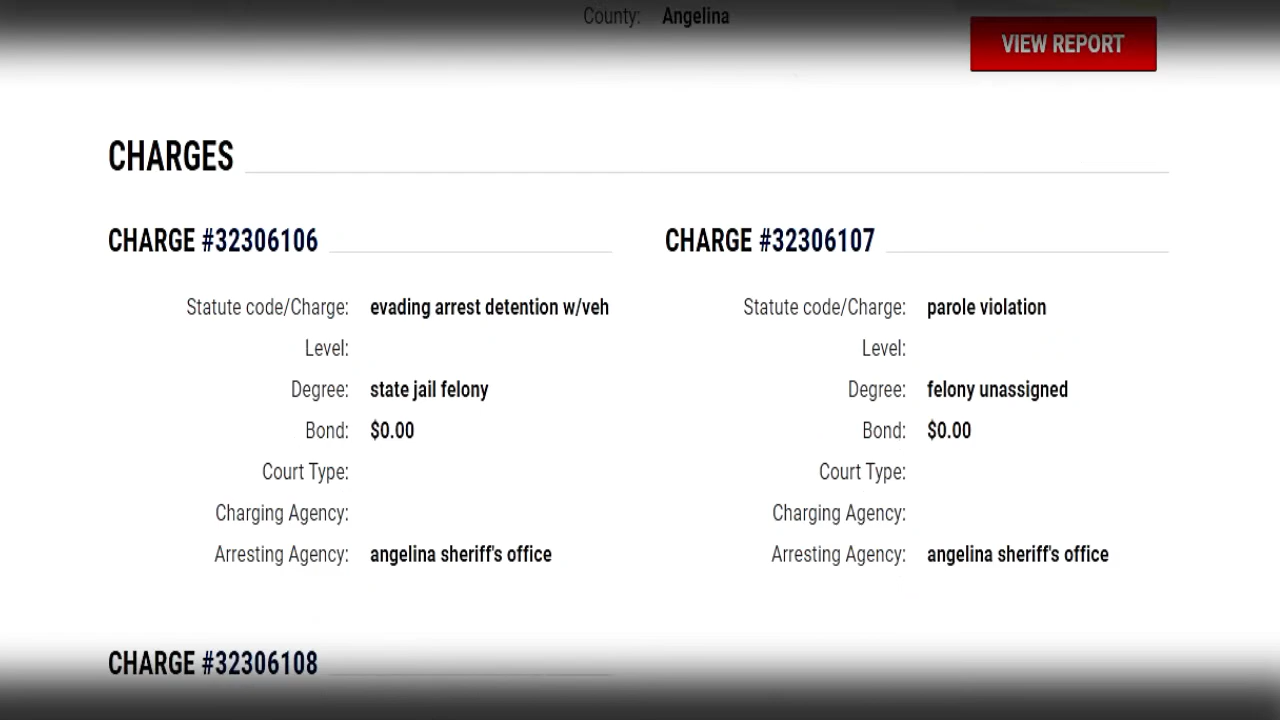 County: Angelina
VIEW REPORT
CHARGES
CHARGE #32306106
Statute code/Charge: evading arrest detention w/veh
Level:
Degree: state jail felony
Bond: $0.00
Court Type:
Charging Agency:
Arresting Agency: angelina sheriff's office
CHARGE #32306107
Statute code/Charge: parole violation
Level:
Degree: felony unassigned
Bond: $0.00
Court Type:
Charging Agency:
Arresting Agency: angelina sheriff's office
CHARGE #32306108